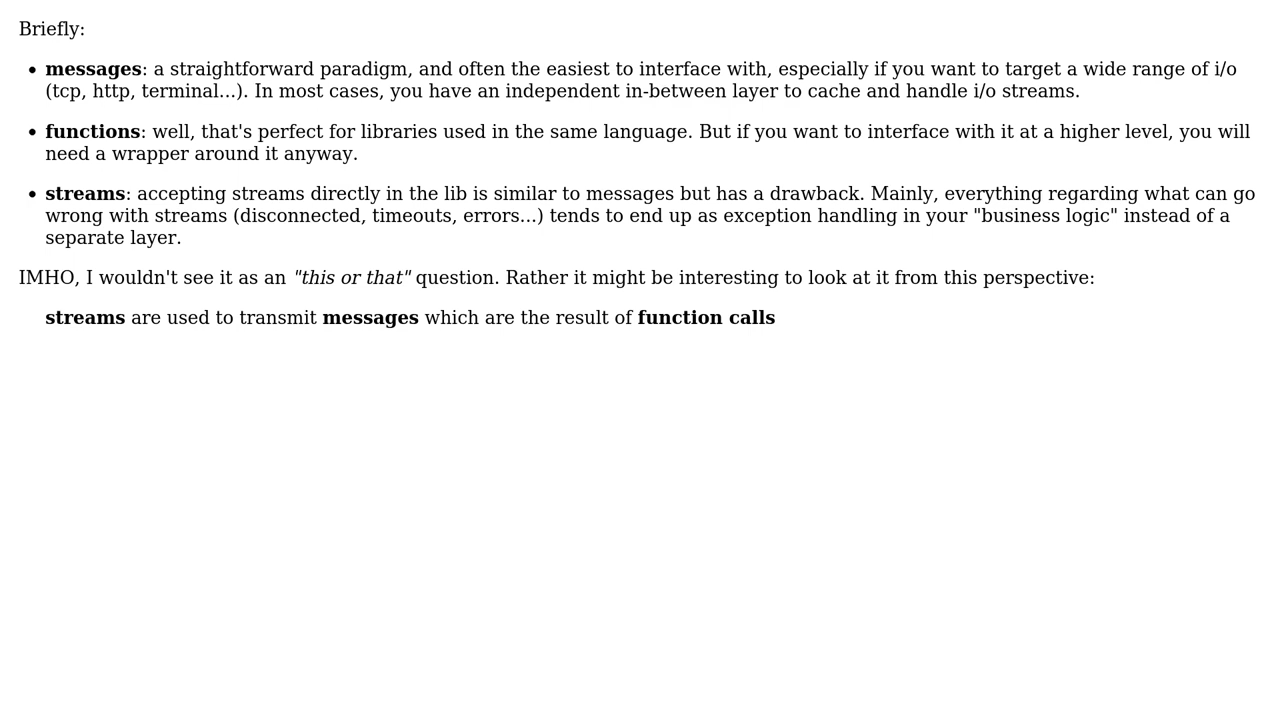 Briefly:
messages: a straightforward paradigm, and often the easiest to interface with, especially if you want to target a wide range of i/o
(tcp, http, terminal...). In most cases, you have an independent in-between layer to cache and handle i/o streams.
functions: well, that's perfect for libraries used in the same language. But if you want to interface with it at a higher level, you will
need a wrapper around it anyway.
streams: accepting streams directly in the lib is similar to messages but has a drawback. Mainly, everything regarding what can go
wrong with streams (disconnected, timeouts, errors...) tends to end up as exception handling in your "business logic" instead of a
separate layer.
IMHO, I wouldn't see it as an "this or that" question. Rather it might be interesting to look at it from this perspective:
streams are used to transmit messages which are the result of function calls